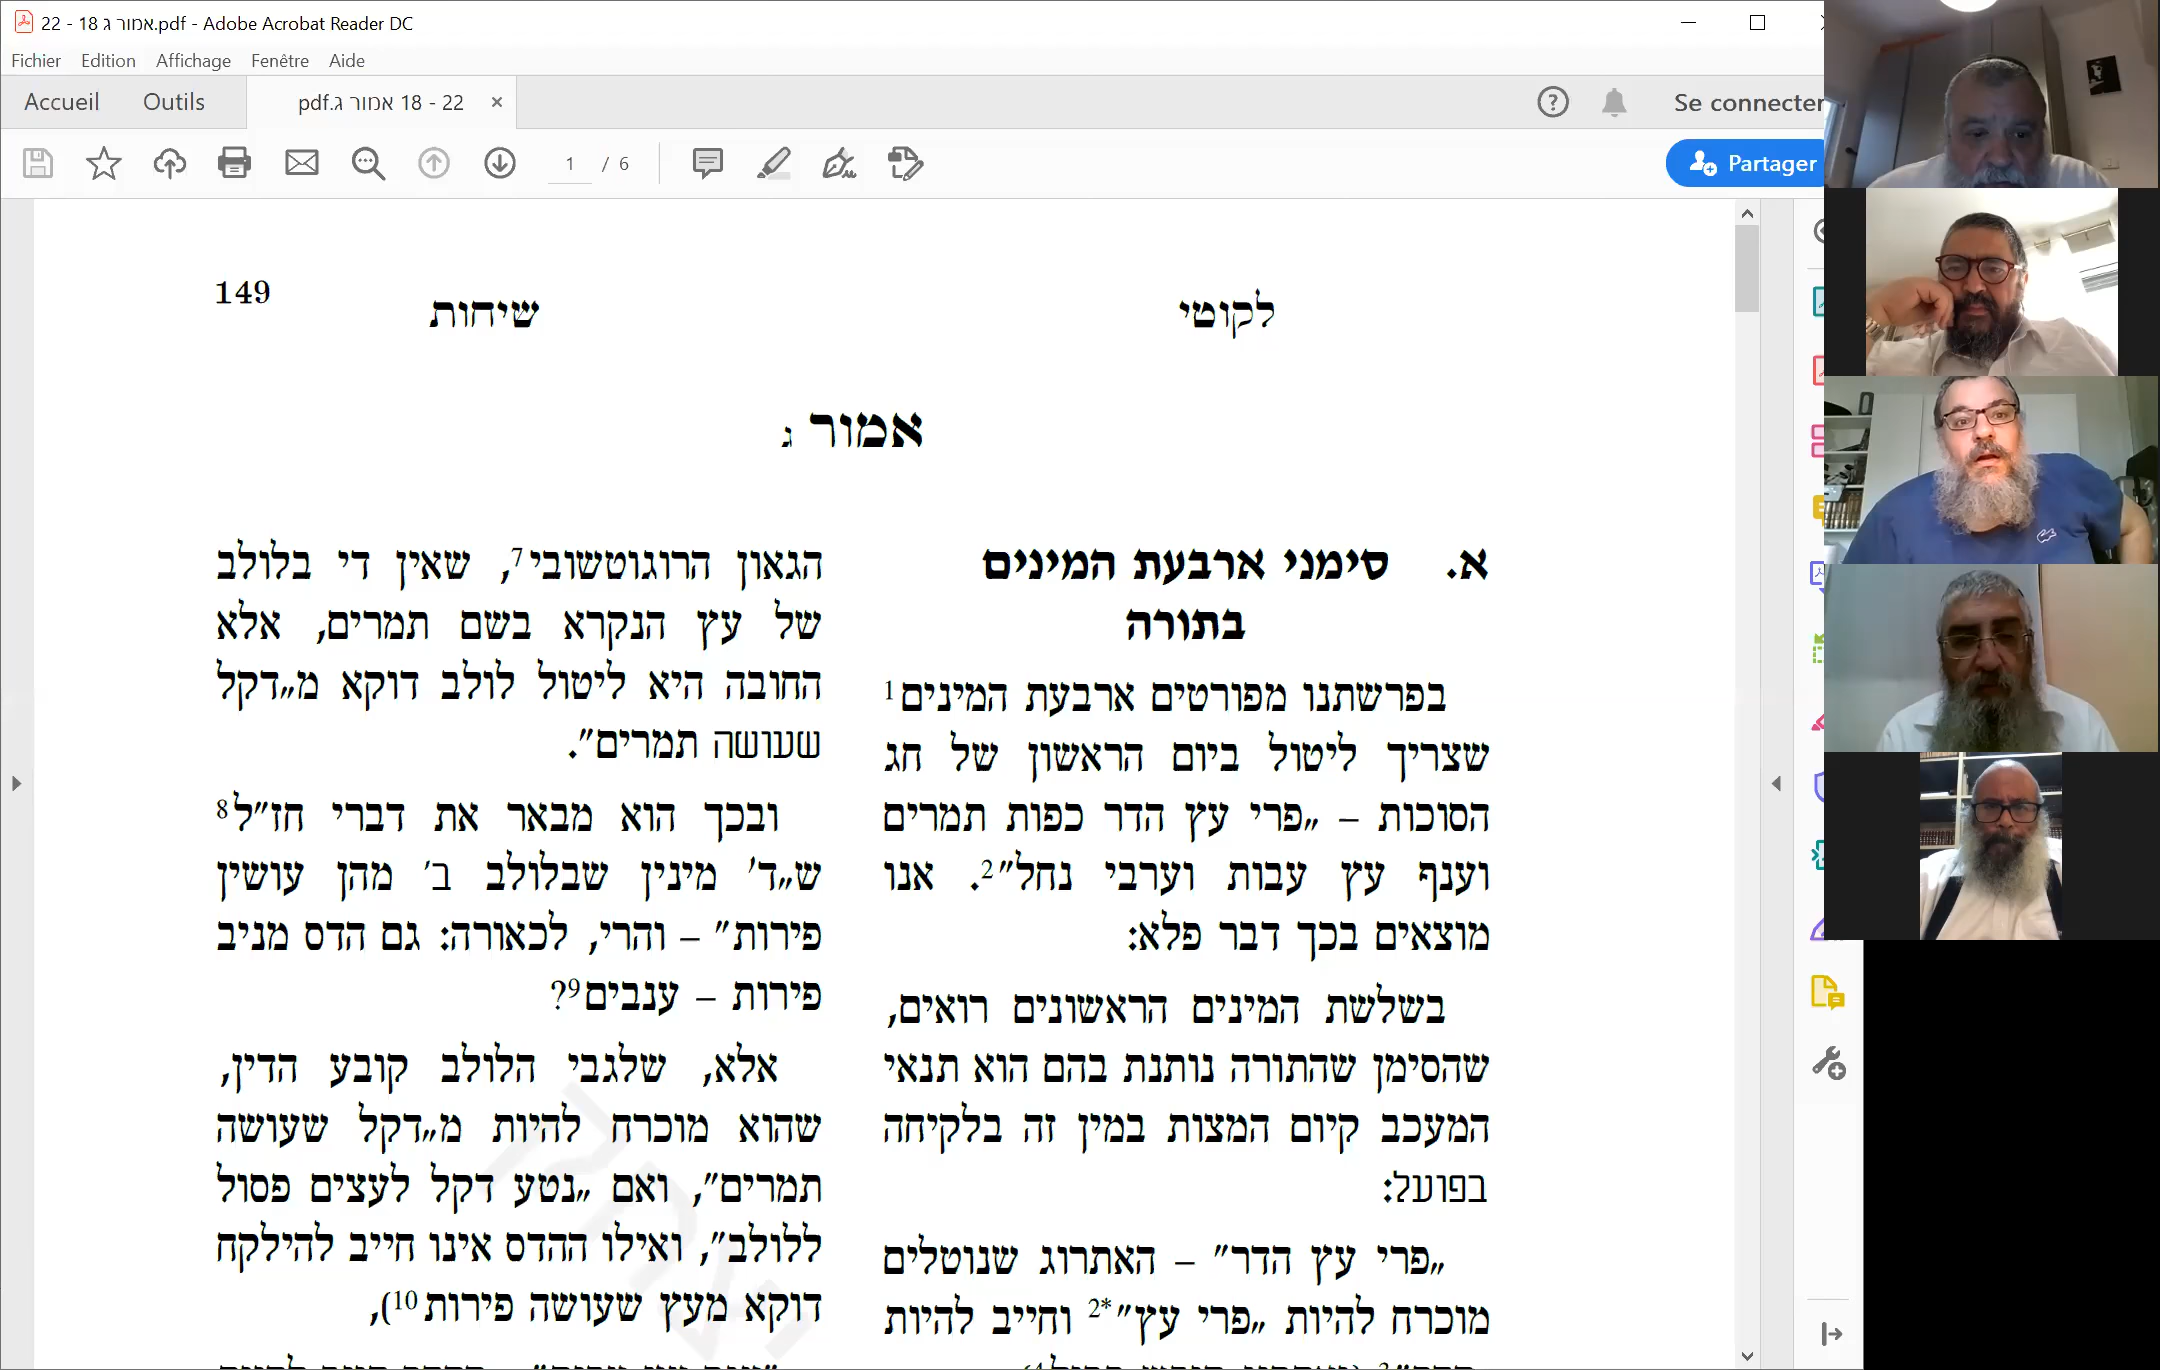 אמור ג 18 - 22.pdf - Adobe Acrobat Reader DC
Fichier Edition Affichage Fenêtre Aide
Accueil Outils אמור ג 18 - 22.pdf × Se connecter
1 / 6 Partager
לקוטי שיחות 149
אמור ג
א. סימני ארבעת המינים
בתורה
בפרשתנו מפורטים ארבעת המינים1
שצריך ליטול ביום הראשון של חג
הסוכות – „פרי עץ הדר כפות תמרים
וענף עץ עבות וערבי נחל״2. אנו
מוצאים בכך דבר פלא:
בשלשת המינים הראשונים רואים,
שהסימן שהתורה נותנת בהם הוא תנאי
המעכב קיום המצות במין זה בלקיחה
בפועל:
„פרי עץ הדר״ – האתרוג שנוטלים
מוכרח להיות „פרי עץ״2* וחייב להיות
הגאון הרוגוטשובי7, שאין די בלולב
של עץ הנקרא בשם תמרים, אלא
החובה היא ליטול לולב דוקא מ„דקל
שעושה תמרים״.
ובכך הוא מבאר את דברי חז״ל8
ש„ד׳ מינין שבלולב ב׳ מהן עושין
פירות״ – והרי, לכאורה: גם הדס מניב
פירות – ענבים9?
אלא, שלגבי הלולב קובע הדין,
שהוא מוכרח להיות מ„דקל שעושה
תמרים״, ואם „נטע דקל לעצים פסול
ללולב״, ואילו ההדס אינו חייב להילקח
דוקא מעץ שעושה פירות10),